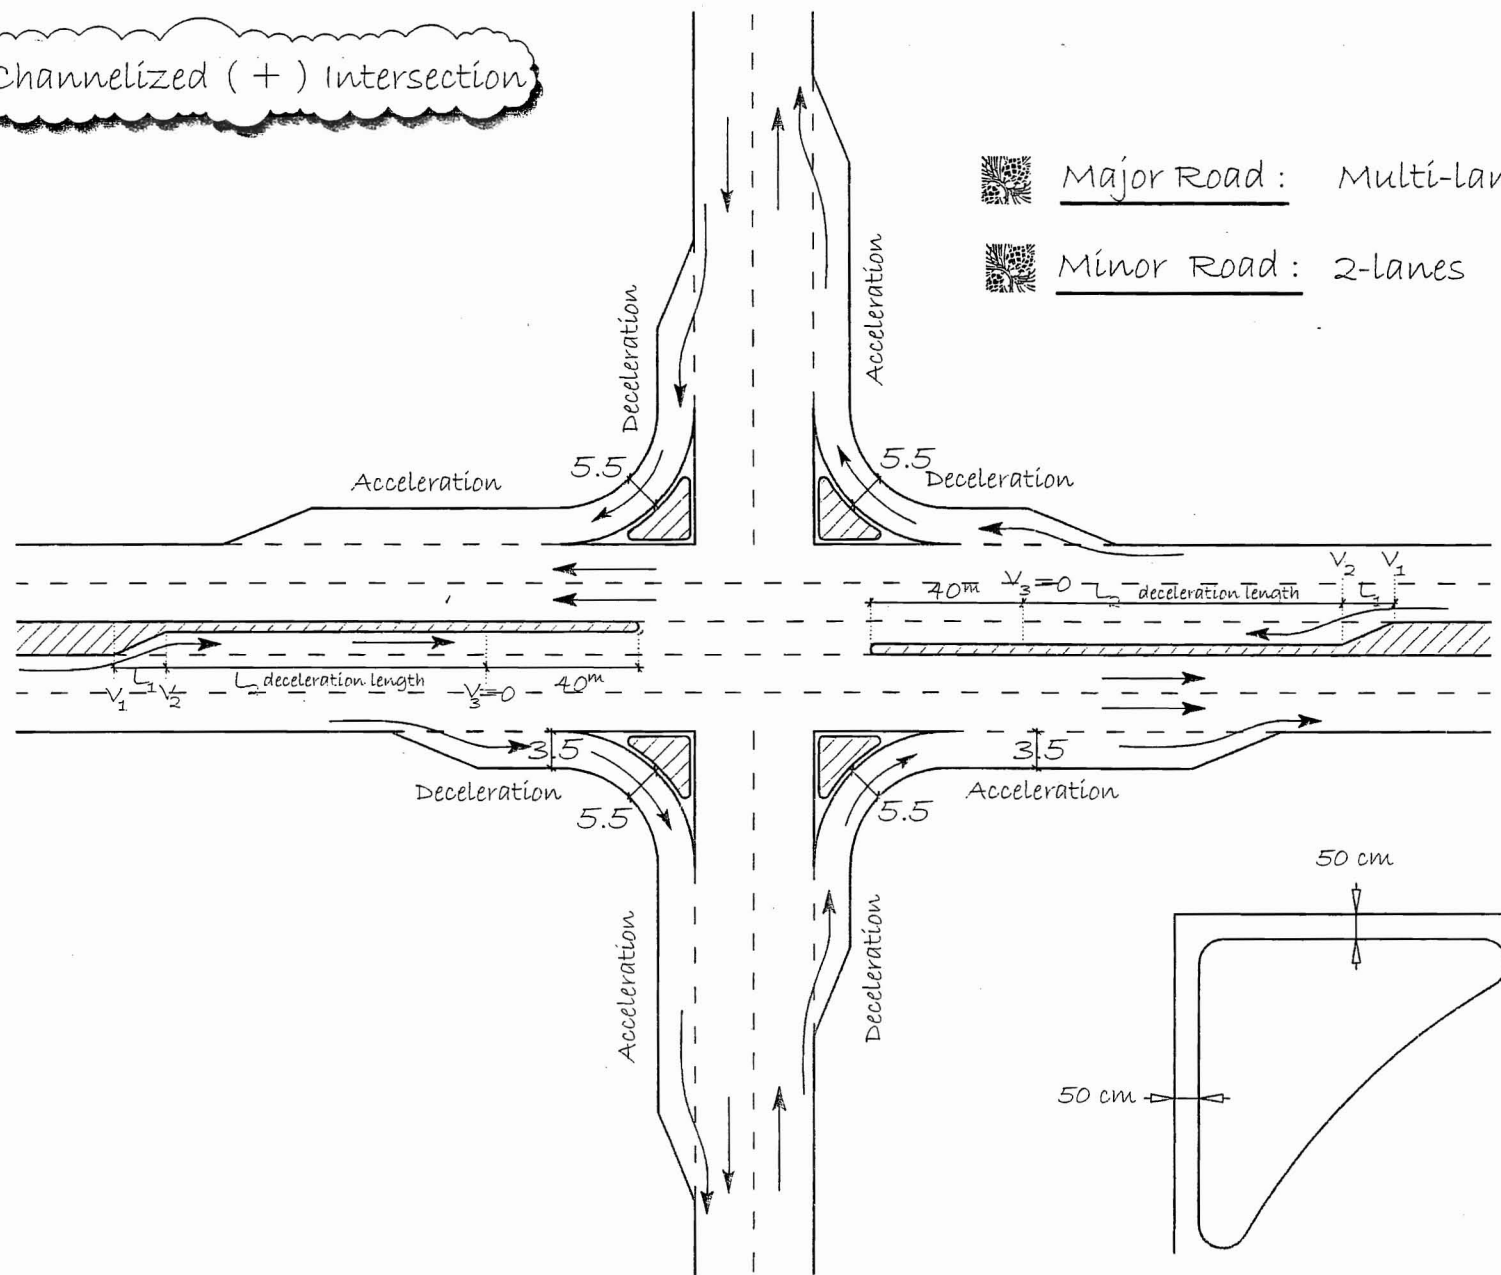 Channelized ( + ) Intersection
Major Road :
Minor Road : 2-lanes
Deceleration
Acceleration
5.5
5.5
Acceleration
Deceleration
V2 V1
40m V3=0 L2 deceleration length L1
L1 L2 deceleration length 40m
V1 V2 V3=0
3.5
3.5
Deceleration
Acceleration
5.5
5.5
50 cm
Acceleration
Deceleration
50 cm